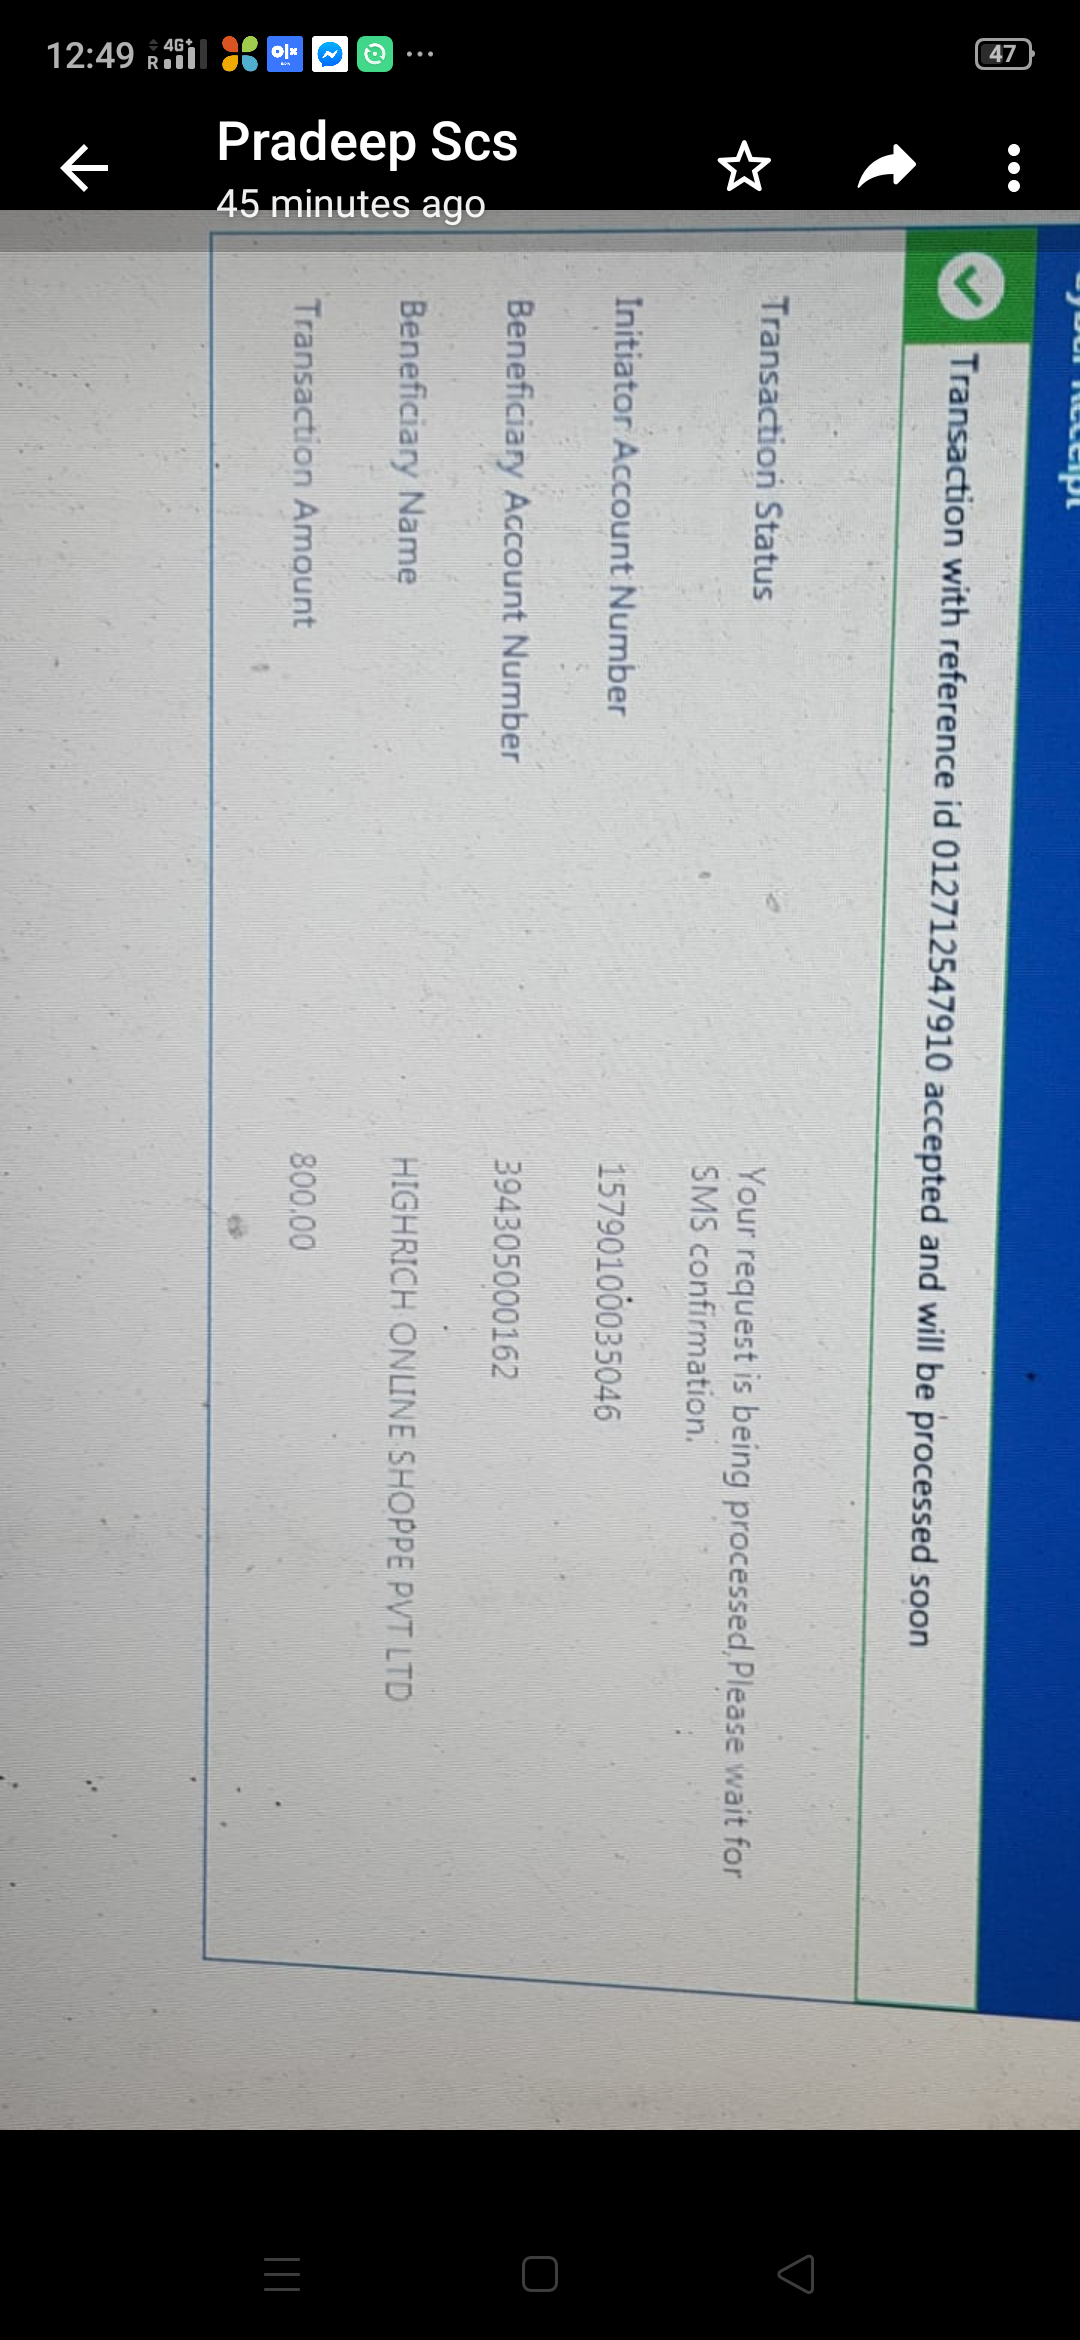 12:49 4G+ R olx ... 47
Pradeep Scs
45 minutes ago
Receipt
Transaction with reference id 012712547910 accepted and will be processed soon
Transaction Status Your request is being processed,Please wait for
SMS confirmation.
Initiator Account Number 15790100035046
Beneficiary Account Number 394305000162
Beneficiary Name HIGHRICH ONLINE SHOPPE PVT LTD
Transaction Amount 800.00